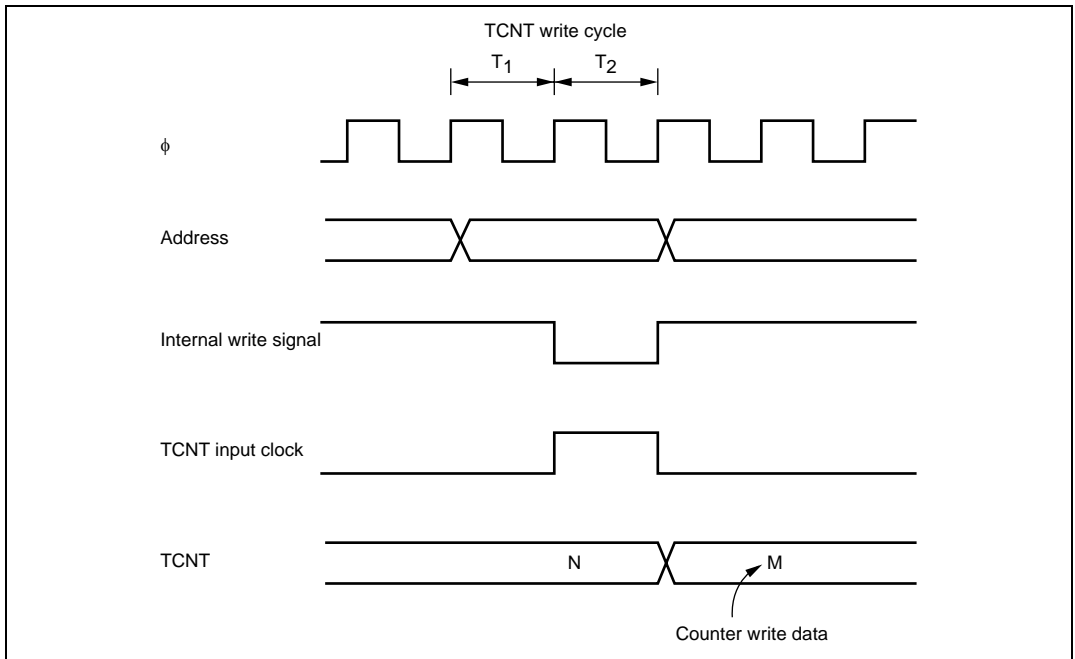 TCNT write cycle
T1 T2
ϕ
Address
Internal write signal
TCNT input clock
TCNT N M
Counter write data